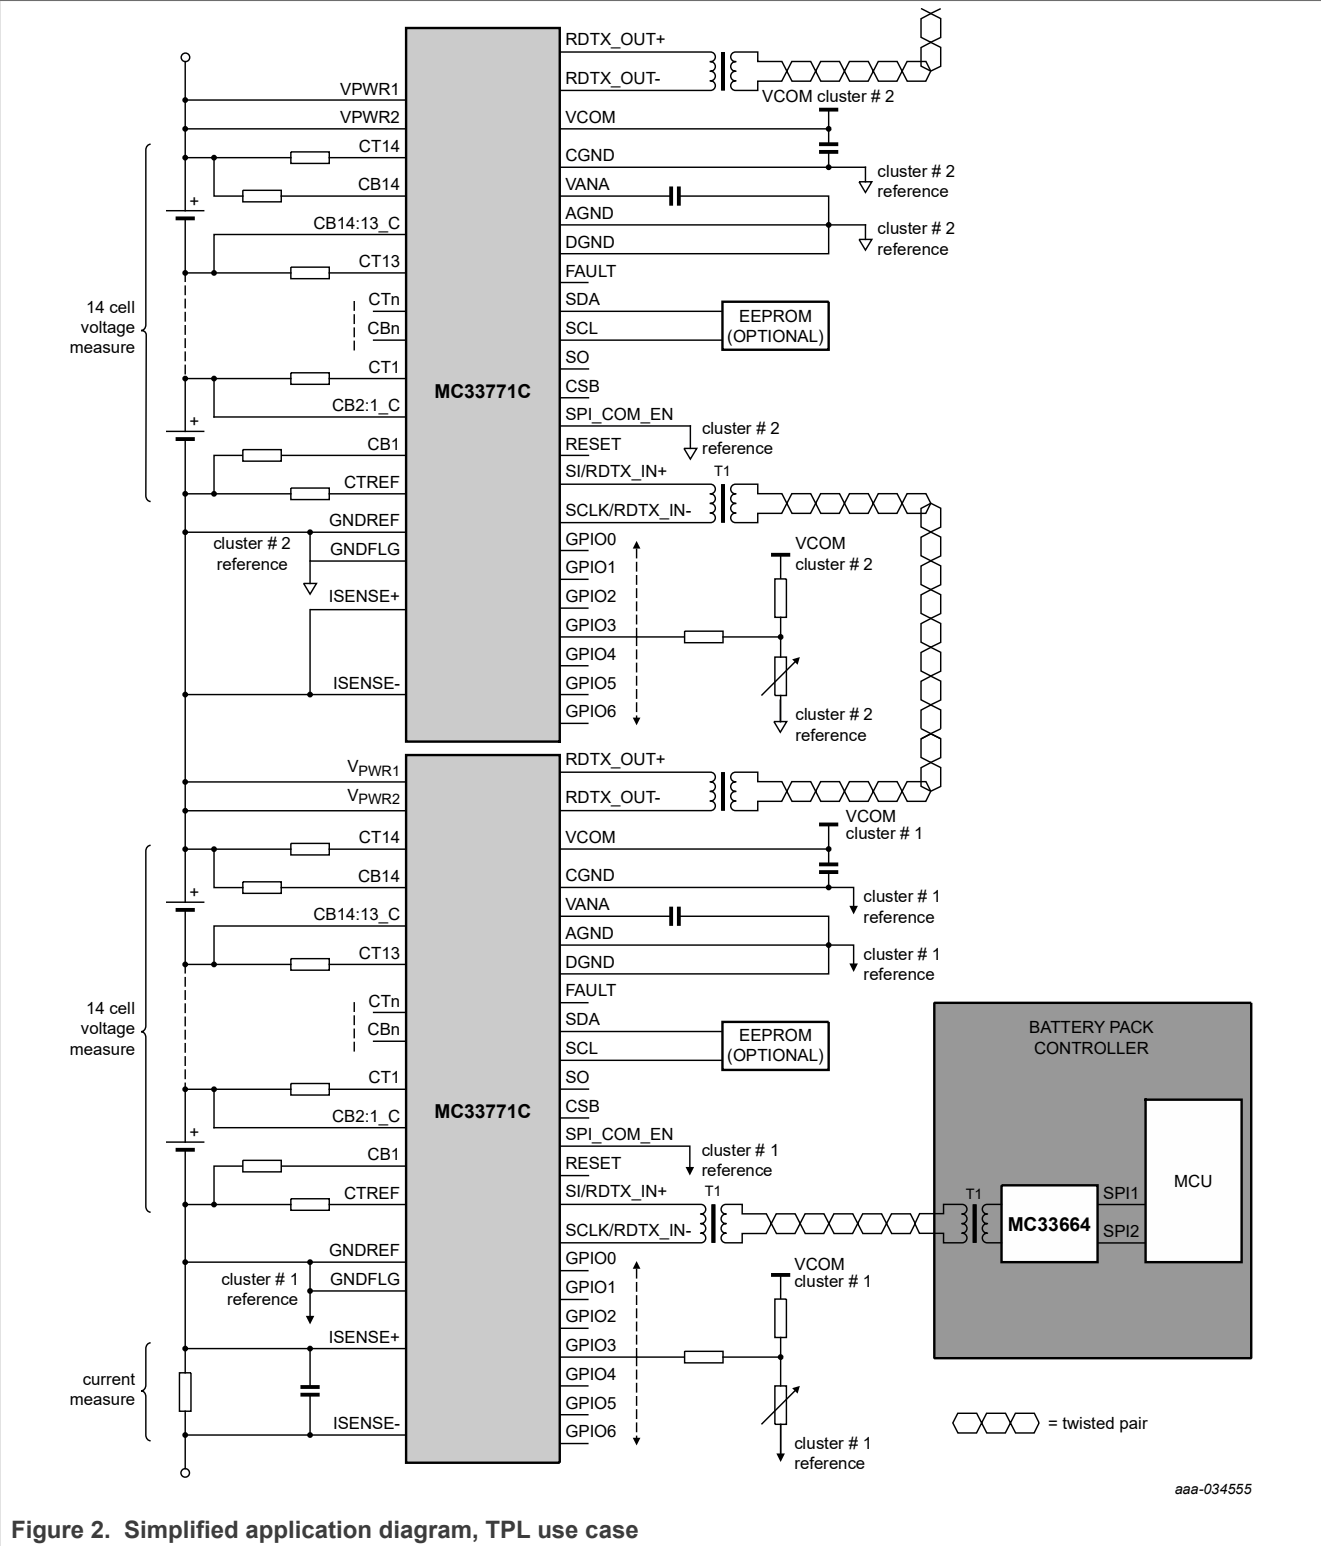 RDTX_OUT+
RDTX_OUT-
VCOM cluster # 2
VPWR1
VPWR2
VCOM
CT14
CGND
cluster # 2
reference
CB14
VANA
CB14:13_C
AGND
cluster # 2
reference
DGND
CT13
FAULT
14 cell
voltage
measure
CTn
SDA
CBn
SCL
EEPROM
(OPTIONAL)
SO
CT1
MC33771C
CSB
CB2:1_C
SPI_COM_EN
cluster # 2
reference
CB1
RESET
CTREF
SI/RDTX_IN+
T1
SCLK/RDTX_IN-
GNDREF
cluster # 2
reference
GNDFLG
GPIO0
VCOM
cluster # 2
GPIO1
ISENSE+
GPIO2
GPIO3
GPIO4
ISENSE-
GPIO5
GPIO6
cluster # 2
reference
RDTX_OUT+
VPWR1
VPWR2
RDTX_OUT-
VCOM
cluster # 1
CT14
VCOM
CB14
CGND
cluster # 1
reference
CB14:13_C
VANA
AGND
cluster # 1
reference
CT13
DGND
FAULT
14 cell
voltage
measure
CTn
SDA
CBn
SCL
EEPROM
(OPTIONAL)
BATTERY PACK
CONTROLLER
CT1
SO
MC33771C
CSB
CB2:1_C
SPI_COM_EN
cluster # 1
reference
CB1
RESET
CTREF
SI/RDTX_IN+
T1
SCLK/RDTX_IN-
T1
MC33664
SPI1
SPI2
MCU
GNDREF
GPIO0
cluster # 1
reference
GNDFLG
GPIO1
VCOM
cluster # 1
GPIO2
ISENSE+
GPIO3
current
measure
GPIO4
GPIO5
ISENSE-
GPIO6
cluster # 1
reference
= twisted pair
aaa-034555
Figure 2. Simplified application diagram, TPL use case